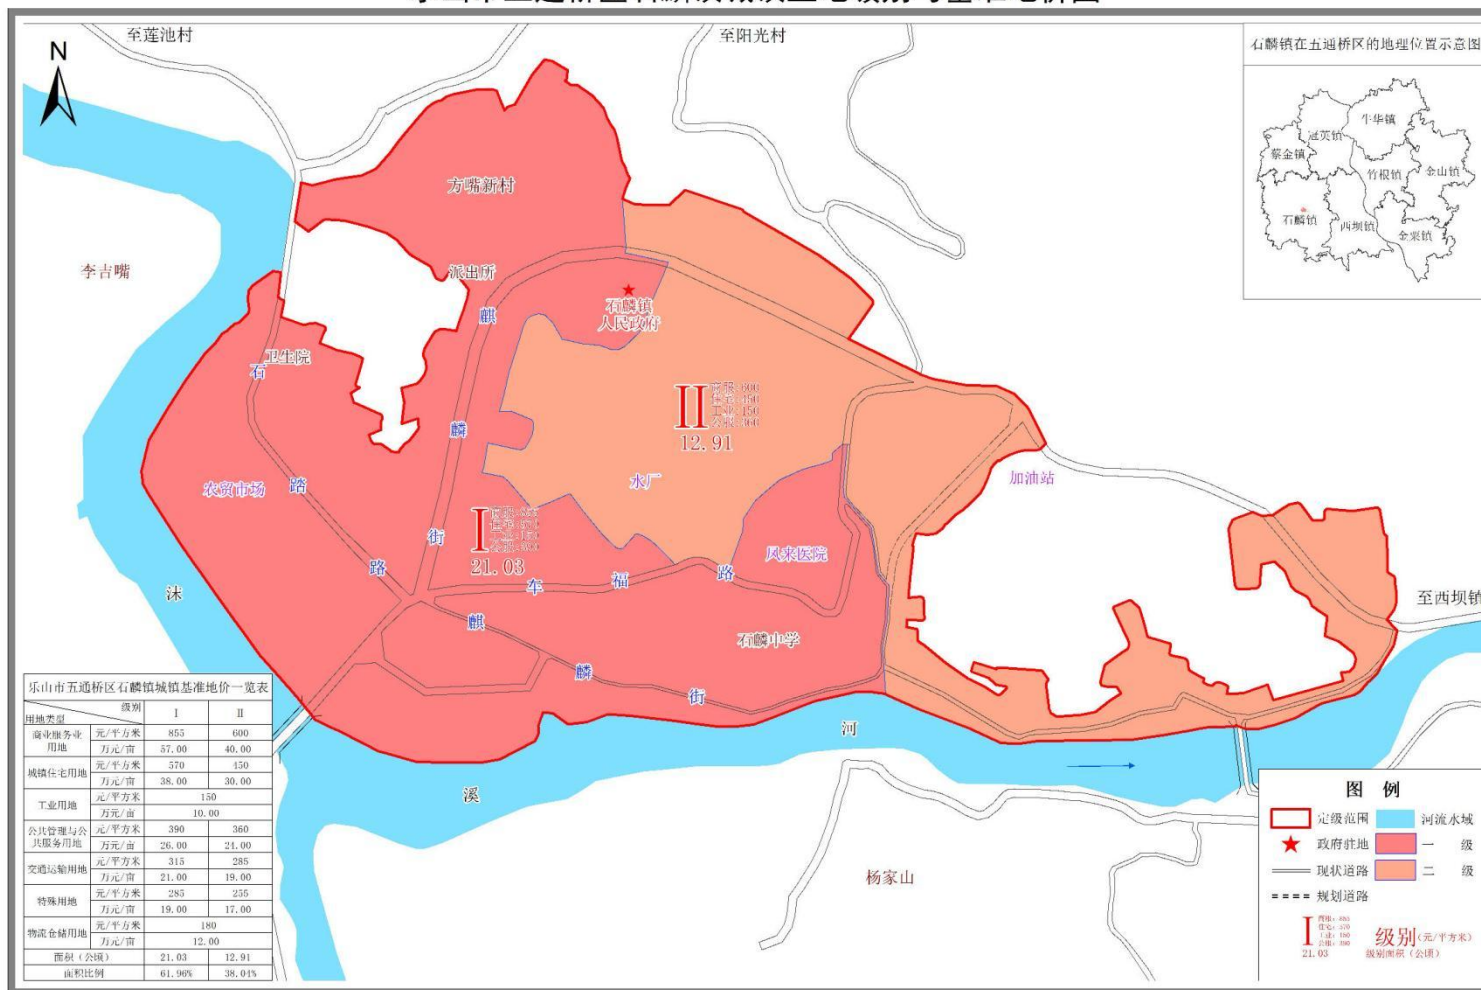 至莲池村
至阳光村
N
石麟镇在五通桥区的地理位置示意图
冠英镇
牛华镇
蔡金镇
竹根镇
金山镇
石麟镇
西坝镇
金粟镇
方嘴新村
李吉嘴
派出所
石麟镇
人民政府
卫生院
农贸市场
石踏路
麒麟街
II
商服:600
住宅:450
工业:150
公服:360
12.91
水厂
加油站
I
21.03
凤来医院
车福路
石麟中学
麒麟街
沫溪河
至西坝镇
杨家山
乐山市五通桥区石麟镇城镇基准地价一览表
用地类型 级别 I II
商业服务业用地 元/平方米 855 600
万元/亩 57.00 40.00
城镇住宅用地 元/平方米 570 450
万元/亩 38.00 30.00
工业用地 元/平方米 150
万元/亩 10.00
公共管理与公共服务用地 元/平方米 390 360
万元/亩 26.00 24.00
交通运输用地 元/平方米 315 285
万元/亩 21.00 19.00
特殊用地 元/平方米 285 255
万元/亩 19.00 17.00
物流仓储用地 元/平方米 180
万元/亩 12.00
面积（公顷） 21.03 12.91
面积比例 61.96% 38.04%
图 例
定级范围 河流水域
政府驻地 一 级
现状道路 二 级
规划道路
I
21.03
级别(元/平方米)
级别面积（公顷）